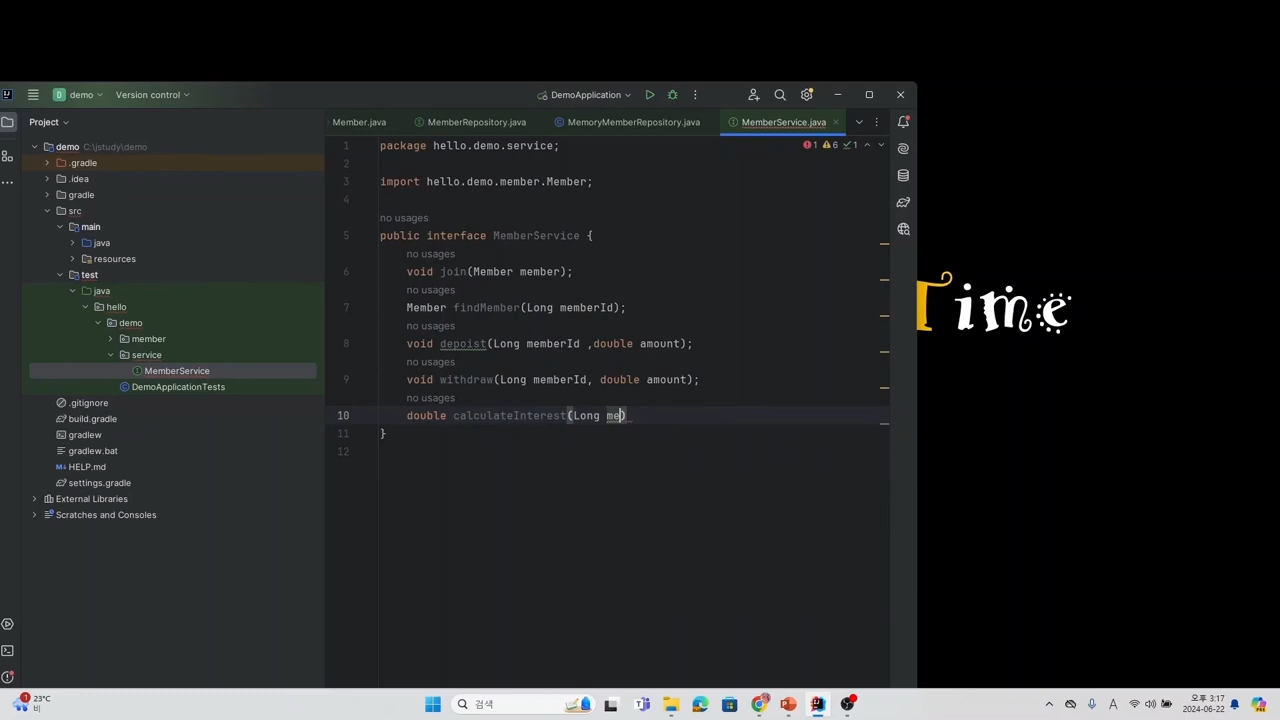 demo
Version control
DemoApplication
Project
Member.java
MemberRepository.java
MemoryMemberRepository.java
MemberService.java
demo C:\jstudy\demo
.gradle
.idea
gradle
src
main
java
resources
test
java
hello
demo
member
service
MemberService
DemoApplicationTests
.gitignore
build.gradle
gradlew
gradlew.bat
HELP.md
settings.gradle
External Libraries
Scratches and Consoles
1 6 1
1 package hello.demo.service;
2
3 import hello.demo.member.Member;
4
no usages
5 public interface MemberService {
no usages
6 void join(Member member);
no usages
7 Member findMember(Long memberId);
no usages
8 void depoist(Long memberId ,double amount);
no usages
9 void withdraw(Long memberId, double amount);
no usages
10 double calculateInterest(Long me)
11 }
12
Time
1
23°C
비
검색
A
오후 3:17
2024-06-22